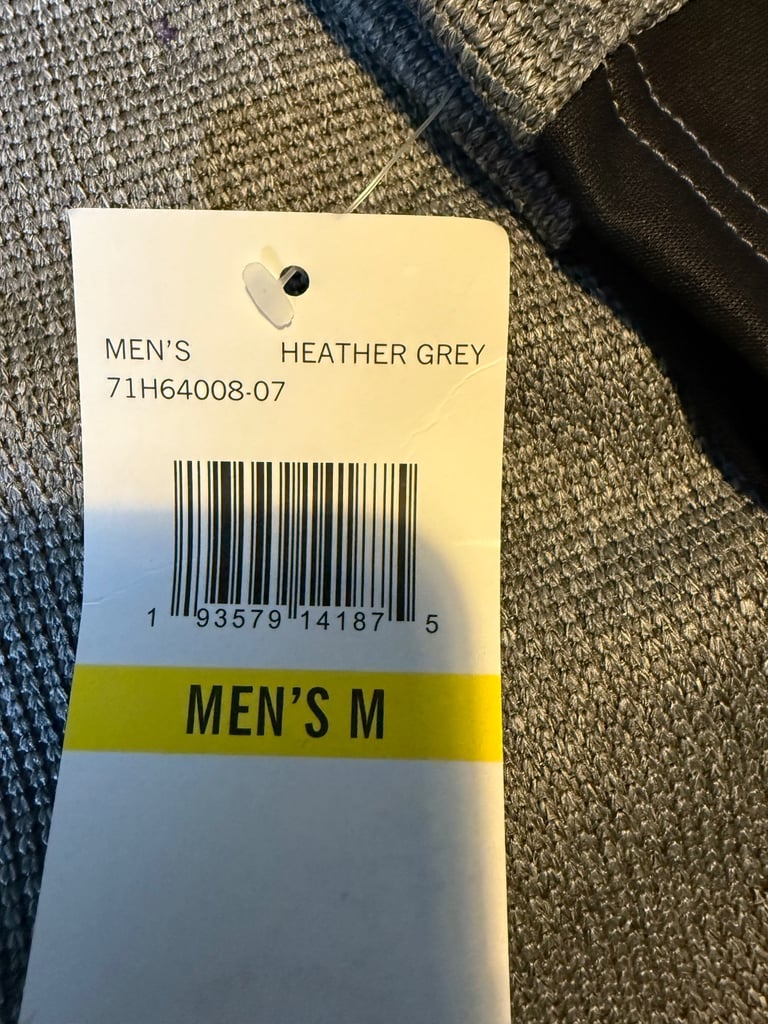 MEN'S HEATHER GREY
71H64008-07
1 93579 14187 5
MEN'S M